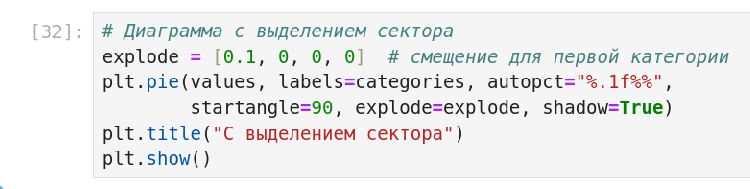 [32]: # Диаграмма с выделением сектора
explode = [0.1, 0, 0, 0]  # смещение для первой категории
plt.pie(values, labels=categories, autopct="%.1f%%",
        startangle=90, explode=explode, shadow=True)
plt.title("С выделением сектора")
plt.show()